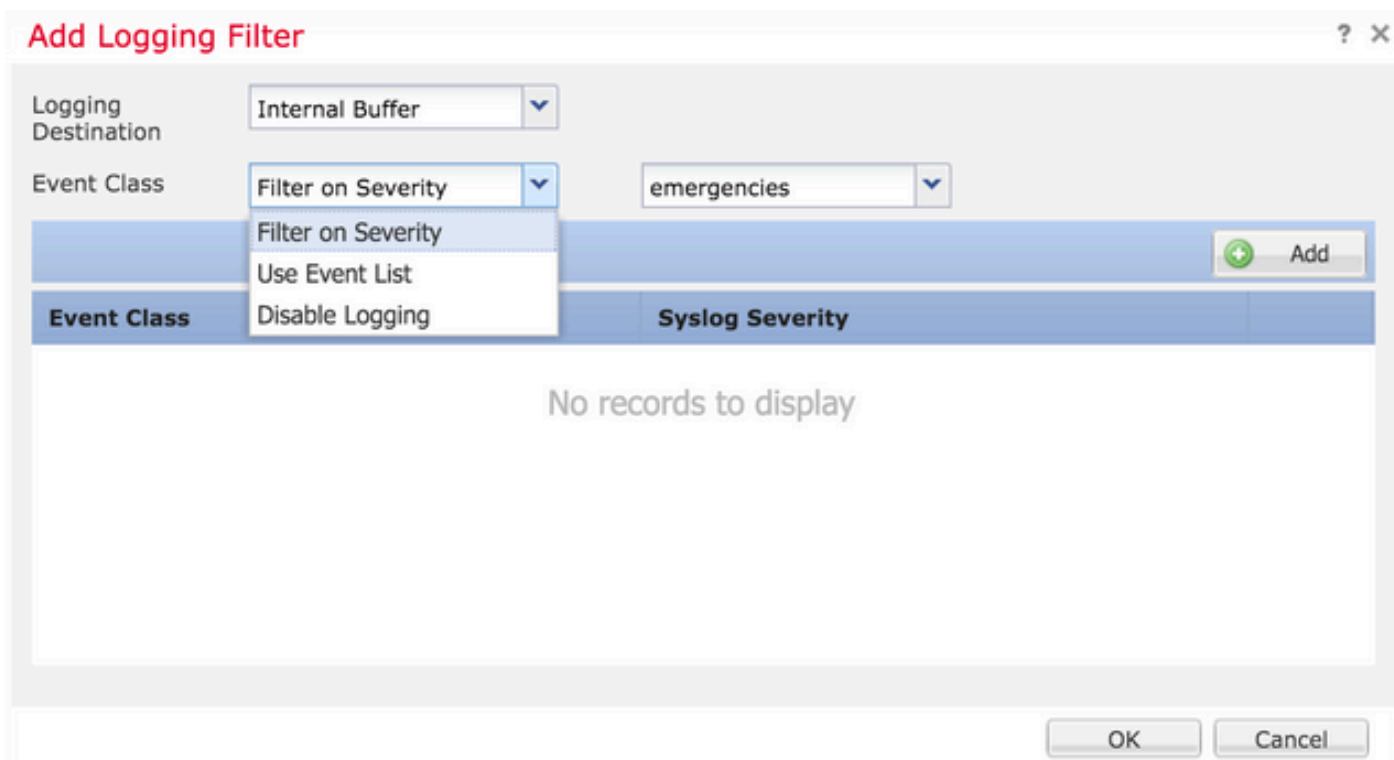 Add Logging Filter
? ×
Logging
Destination
Internal Buffer
Event Class
Filter on Severity
emergencies
Filter on Severity
Use Event List
Disable Logging
Add
Event Class
Syslog Severity
No records to display
OK
Cancel